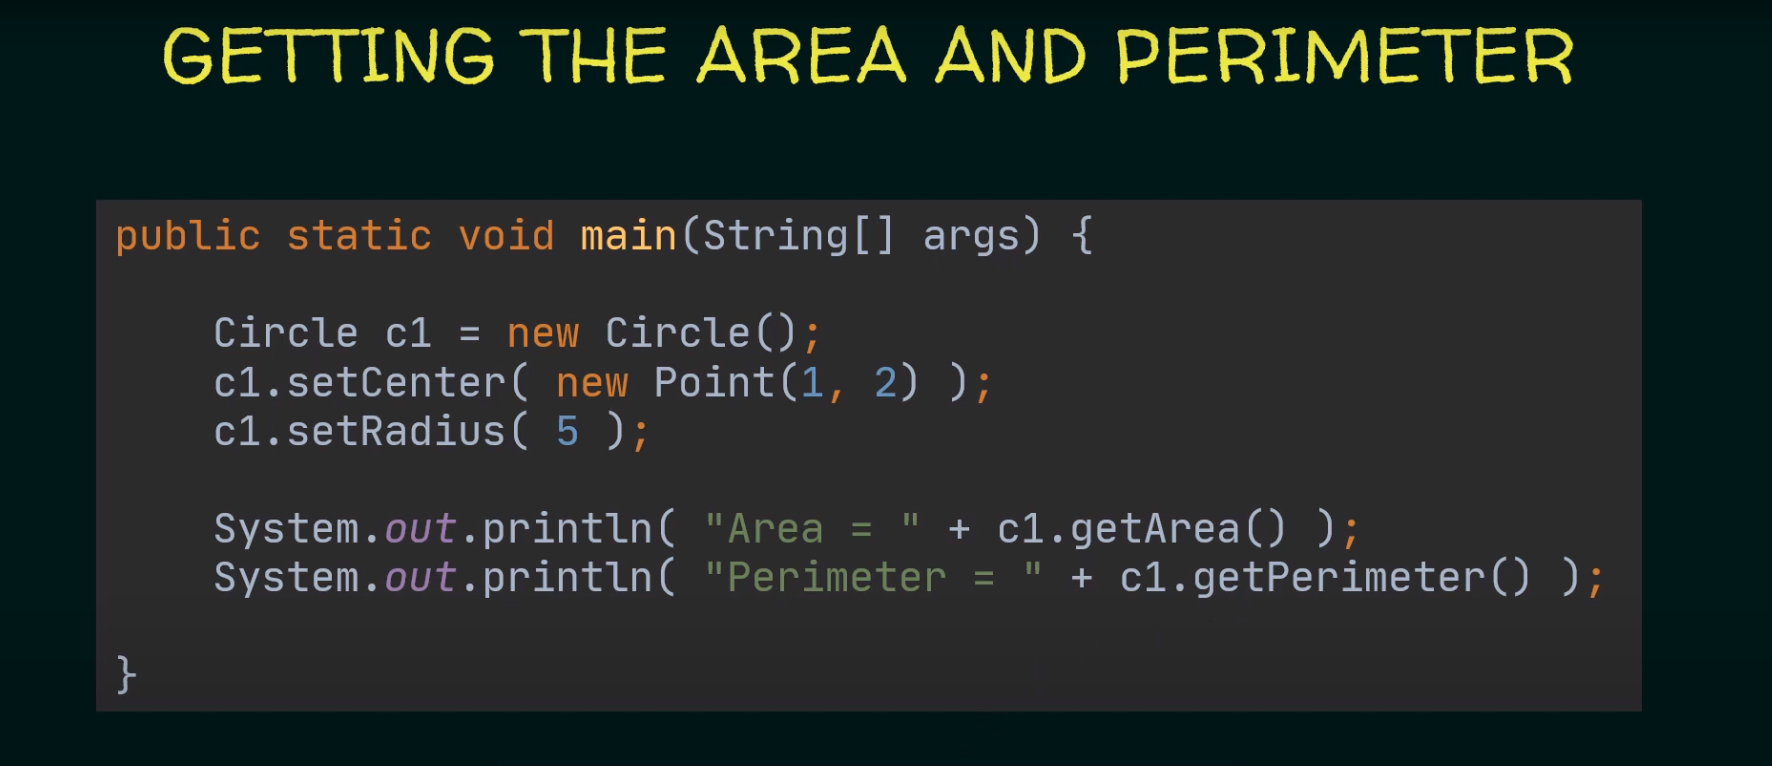 GETTING THE AREA AND PERIMETER
public static void main(String[] args) {
Circle c1 = new Circle();
c1.setCenter( new Point(1, 2) );
c1.setRadius( 5 );
System.out.println( "Area = " + c1.getArea() );
System.out.println( "Perimeter = " + c1.getPerimeter() );
}